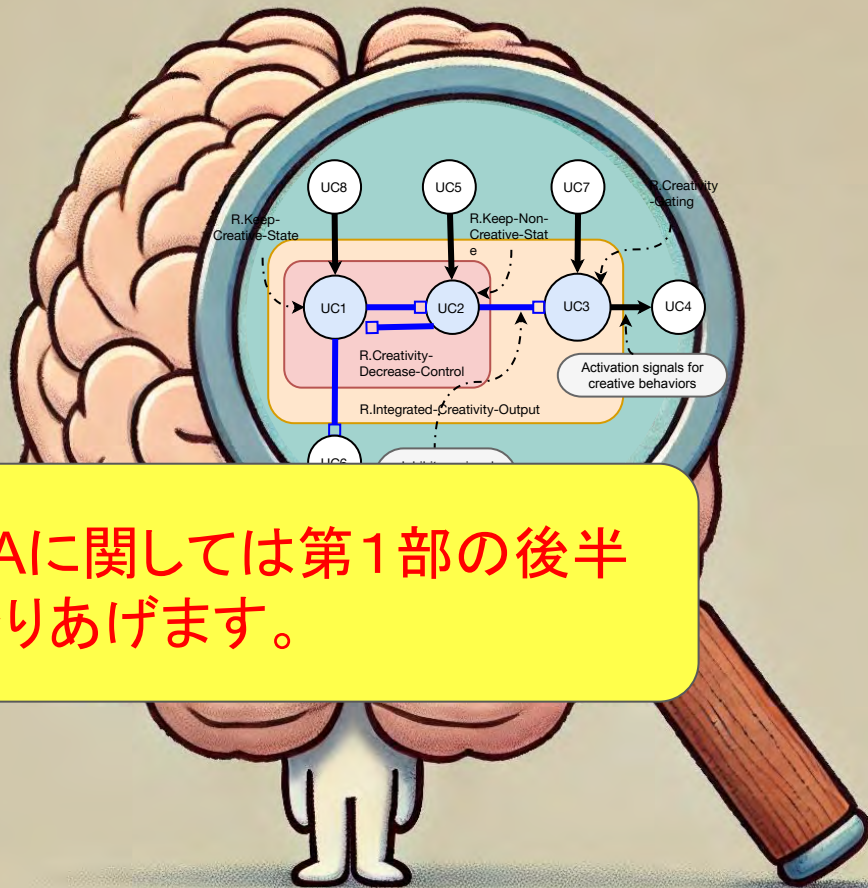 UC8
UC5
UC7
R.Creativity
-Gating
R.Keep-
Creative-State
R.Keep-Non-
Creative-Stat
e
UC1
UC2
UC3
UC4
R.Creativity-
Decrease-Control
Activation signals for
creative behaviors
R.Integrated-Creativity-Output
Aに関しては第１部の後半
りあげます。